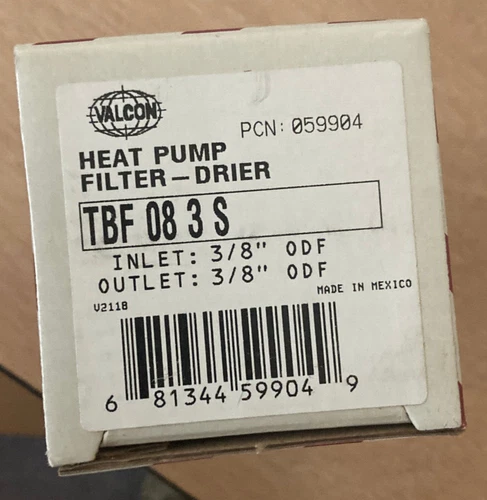 VALCON
PCN: 059904
HEAT PUMP
FILTER-DRIER
TBF 08 3 S
INLET: 3/8" ODF
OUTLET: 3/8" ODF
V2118
MADE IN MEXICO
6 81344 59904 9